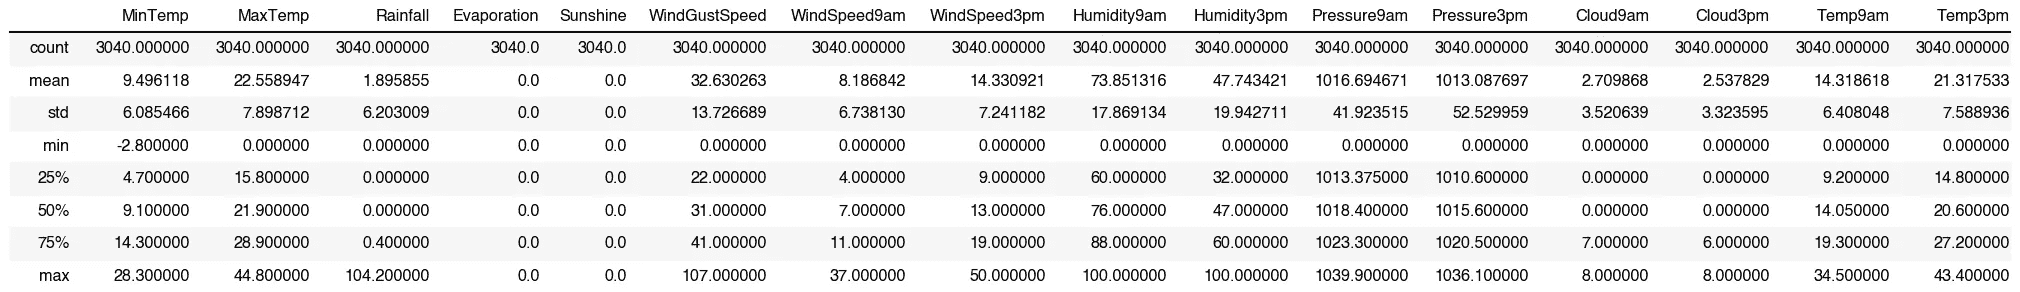 MinTemp MaxTemp Rainfall Evaporation Sunshine WindGustSpeed WindSpeed9am WindSpeed3pm Humidity9am Humidity3pm Pressure9am Pressure3pm Cloud9am Cloud3pm Temp9am Temp3pm
count 3040.000000 3040.000000 3040.000000 3040.0 3040.0 3040.000000 3040.000000 3040.000000 3040.000000 3040.000000 3040.000000 3040.000000 3040.000000 3040.000000 3040.000000 3040.000000
mean 9.496118 22.558947 1.895855 0.0 0.0 32.630263 8.186842 14.330921 73.851316 47.743421 1016.694671 1013.087697 2.709868 2.537829 14.318618 21.317533
std 6.085466 7.898712 6.203009 0.0 0.0 13.726689 6.738130 7.241182 17.869134 19.942711 41.923515 52.529959 3.520639 3.323595 6.408048 7.588936
min -2.800000 0.000000 0.000000 0.0 0.0 0.000000 0.000000 0.000000 0.000000 0.000000 0.000000 0.000000 0.000000 0.000000 0.000000 0.000000
25% 4.700000 15.800000 0.000000 0.0 0.0 22.000000 4.000000 9.000000 60.000000 32.000000 1013.375000 1010.600000 0.000000 0.000000 9.200000 14.800000
50% 9.100000 21.900000 0.000000 0.0 0.0 31.000000 7.000000 13.000000 76.000000 47.000000 1018.400000 1015.600000 0.000000 0.000000 14.050000 20.600000
75% 14.300000 28.900000 0.400000 0.0 0.0 41.000000 11.000000 19.000000 88.000000 60.000000 1023.300000 1020.500000 7.000000 6.000000 19.300000 27.200000
max 28.300000 44.800000 104.200000 0.0 0.0 107.000000 37.000000 50.000000 100.000000 100.000000 1039.900000 1036.100000 8.000000 8.000000 34.500000 43.400000